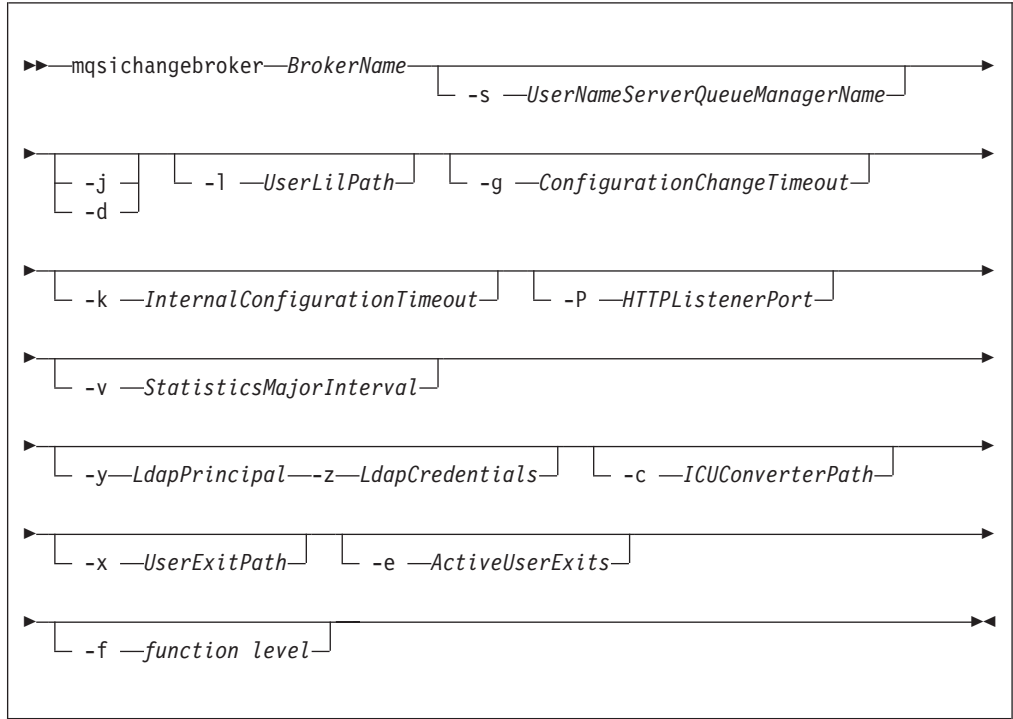 mqsichangebroker BrokerName
-s UserNameServerQueueManagerName
-j -l UserLilPath -g ConfigurationChangeTimeout
-d
-k InternalConfigurationTimeout -P HTTPListenerPort
-v StatisticsMajorInterval
-y LdapPrincipal -z LdapCredentials -c ICUConverterPath
-x UserExitPath -e ActiveUserExits
-f function level